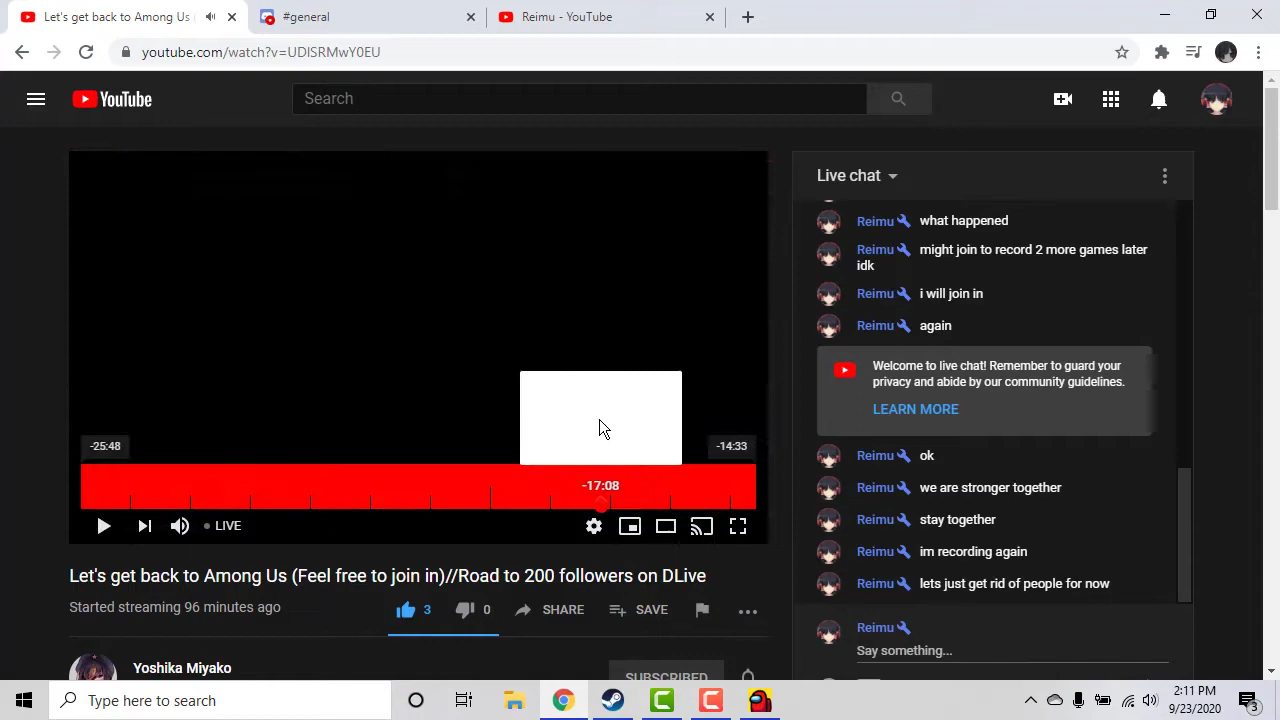 Let's get back to Among Us
#general
Reimu - YouTube
youtube.com/watch?v=UDlSRMwY0EU
YouTube
Search
Live chat
Reimu what happened
Reimu might join to record 2 more games later
idk
Reimu i will join in
Reimu again
Welcome to live chat! Remember to guard your
privacy and abide by our community guidelines.
LEARN MORE
Reimu ok
Reimu we are stronger together
Reimu stay together
Reimu im recording again
Reimu lets just get rid of people for now
Reimu
Say something...
-25:48
-14:33
-17:08
LIVE
Let's get back to Among Us (Feel free to join in)//Road to 200 followers on DLive
Started streaming 96 minutes ago
3
0
SHARE
SAVE
Yoshika Miyako
SUBSCRIBED
Type here to search
2:11 PM
9/23/2020
3